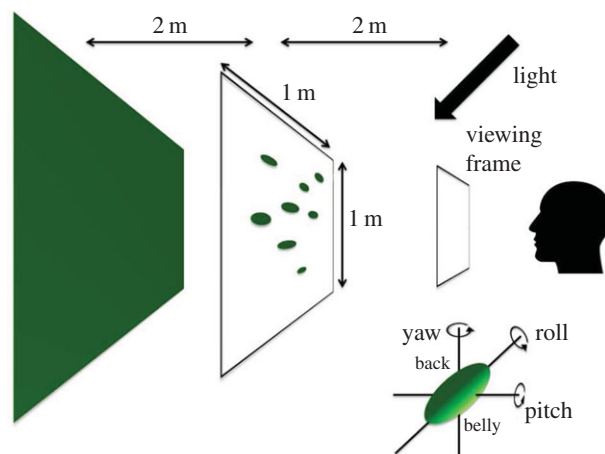 2 m
2 m
light
1 m
viewing
frame
1 m
yaw
roll
back
pitch
belly